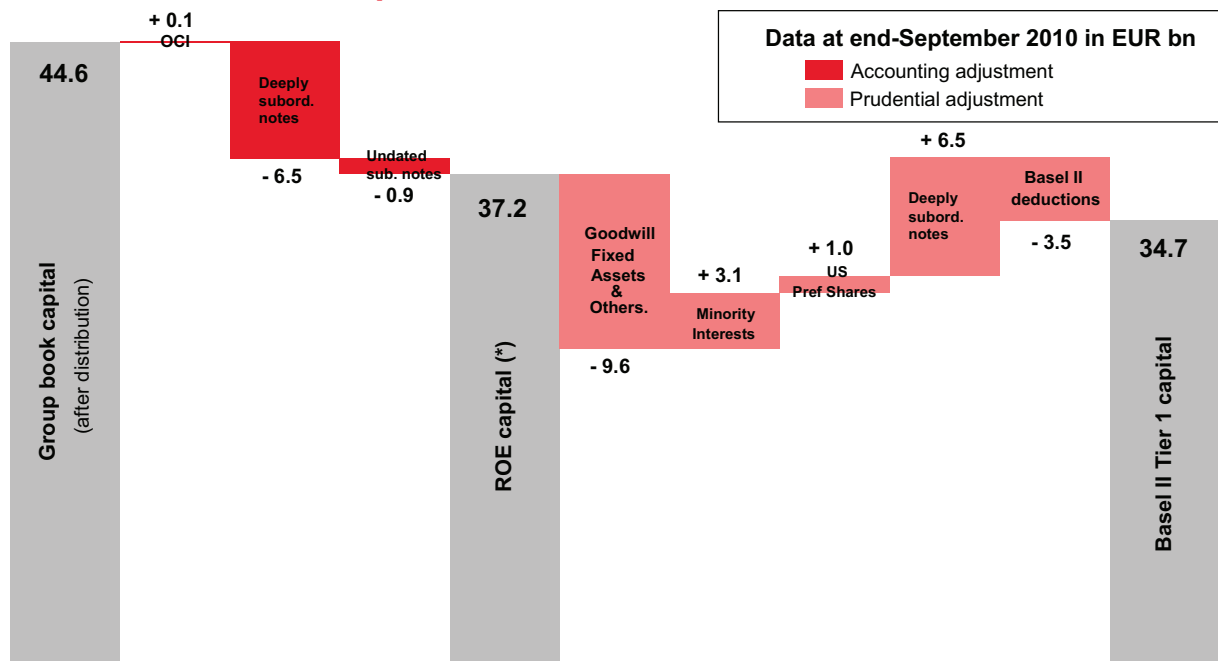 + 0.1
OCI
44.6
Group book capital
(after distribution)
Deeply
subord.
notes
- 6.5
Undated
sub. notes
- 0.9
37.2
ROE capital (*)
Goodwill
Fixed
Assets
&
Others.
- 9.6
+ 3.1
Minority
Interests
+ 1.0
US
Pref Shares
+ 6.5
Deeply
subord.
notes
Basel II
deductions
- 3.5
34.7
Basel II Tier 1 capital
Data at end-September 2010 in EUR bn
Accounting adjustment
Prudential adjustment